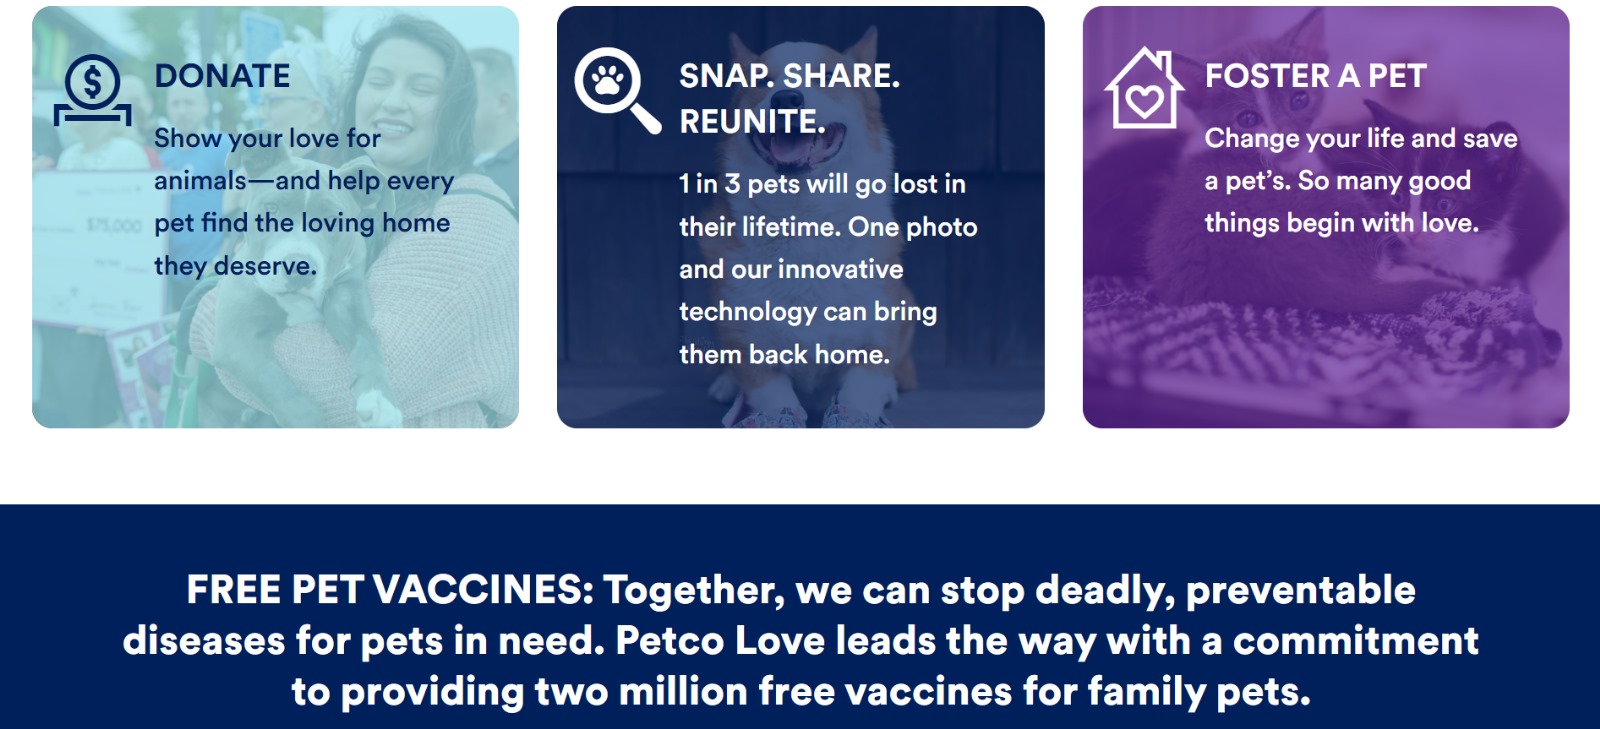 DONATE
Show your love for
animals—and help every
pet find the loving home
they deserve.
$75,000
SNAP. SHARE.
REUNITE.
1 in 3 pets will go lost in
their lifetime. One photo
and our innovative
technology can bring
them back home.
FOSTER A PET
Change your life and save
a pet’s. So many good
things begin with love.
FREE PET VACCINES: Together, we can stop deadly, preventable
diseases for pets in need. Petco Love leads the way with a commitment
to providing two million free vaccines for family pets.